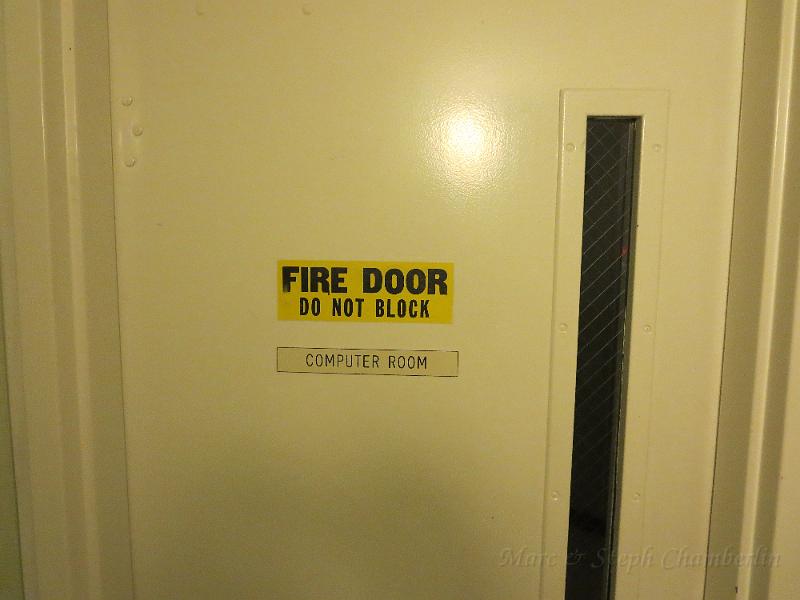 FIRE DOOR
DO NOT BLOCK
COMPUTER ROOM
Marc & Steph Chamberlin